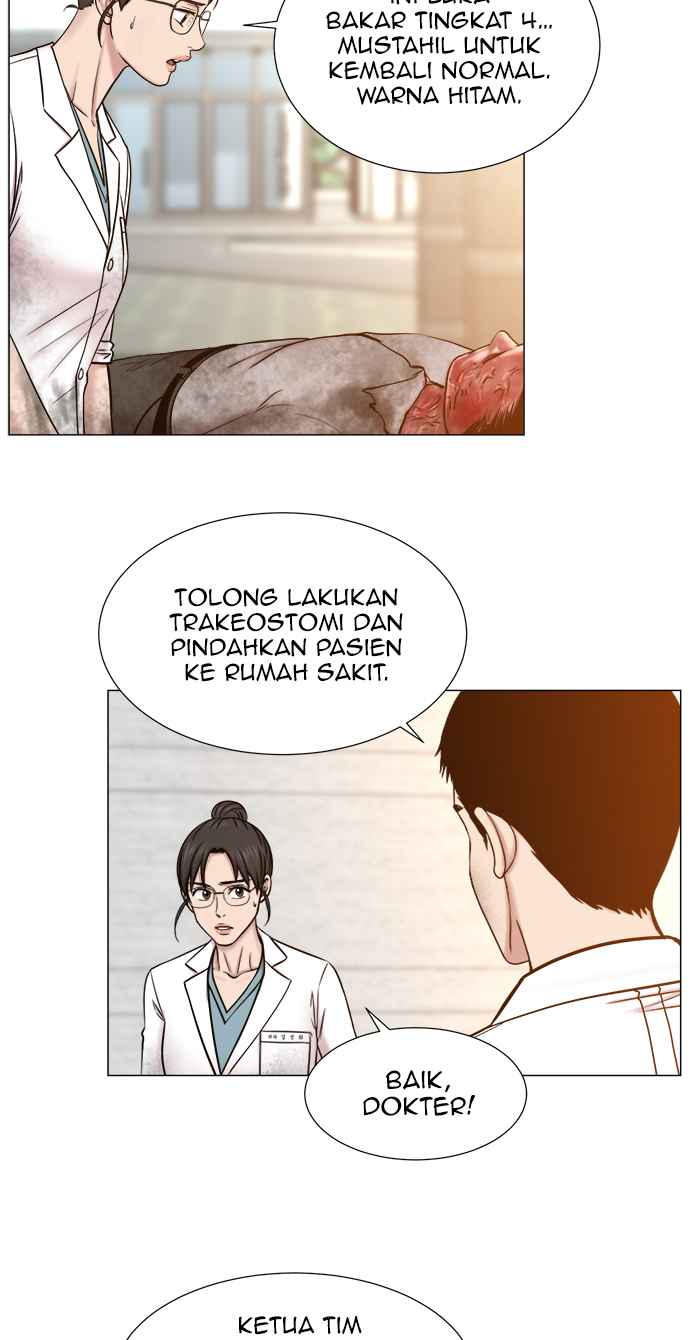 BAKAR TINGKAT 4...
MUSTAHIL UNTUK
KEMBALI NORMAL.
WARNA HITAM.
TOLONG LAKUKAN
TRAKEOSTOMI DAN
PINDAHKAN PASIEN
KE RUMAH SAKIT.
BAIK,
DOKTER!
KETUA TIM